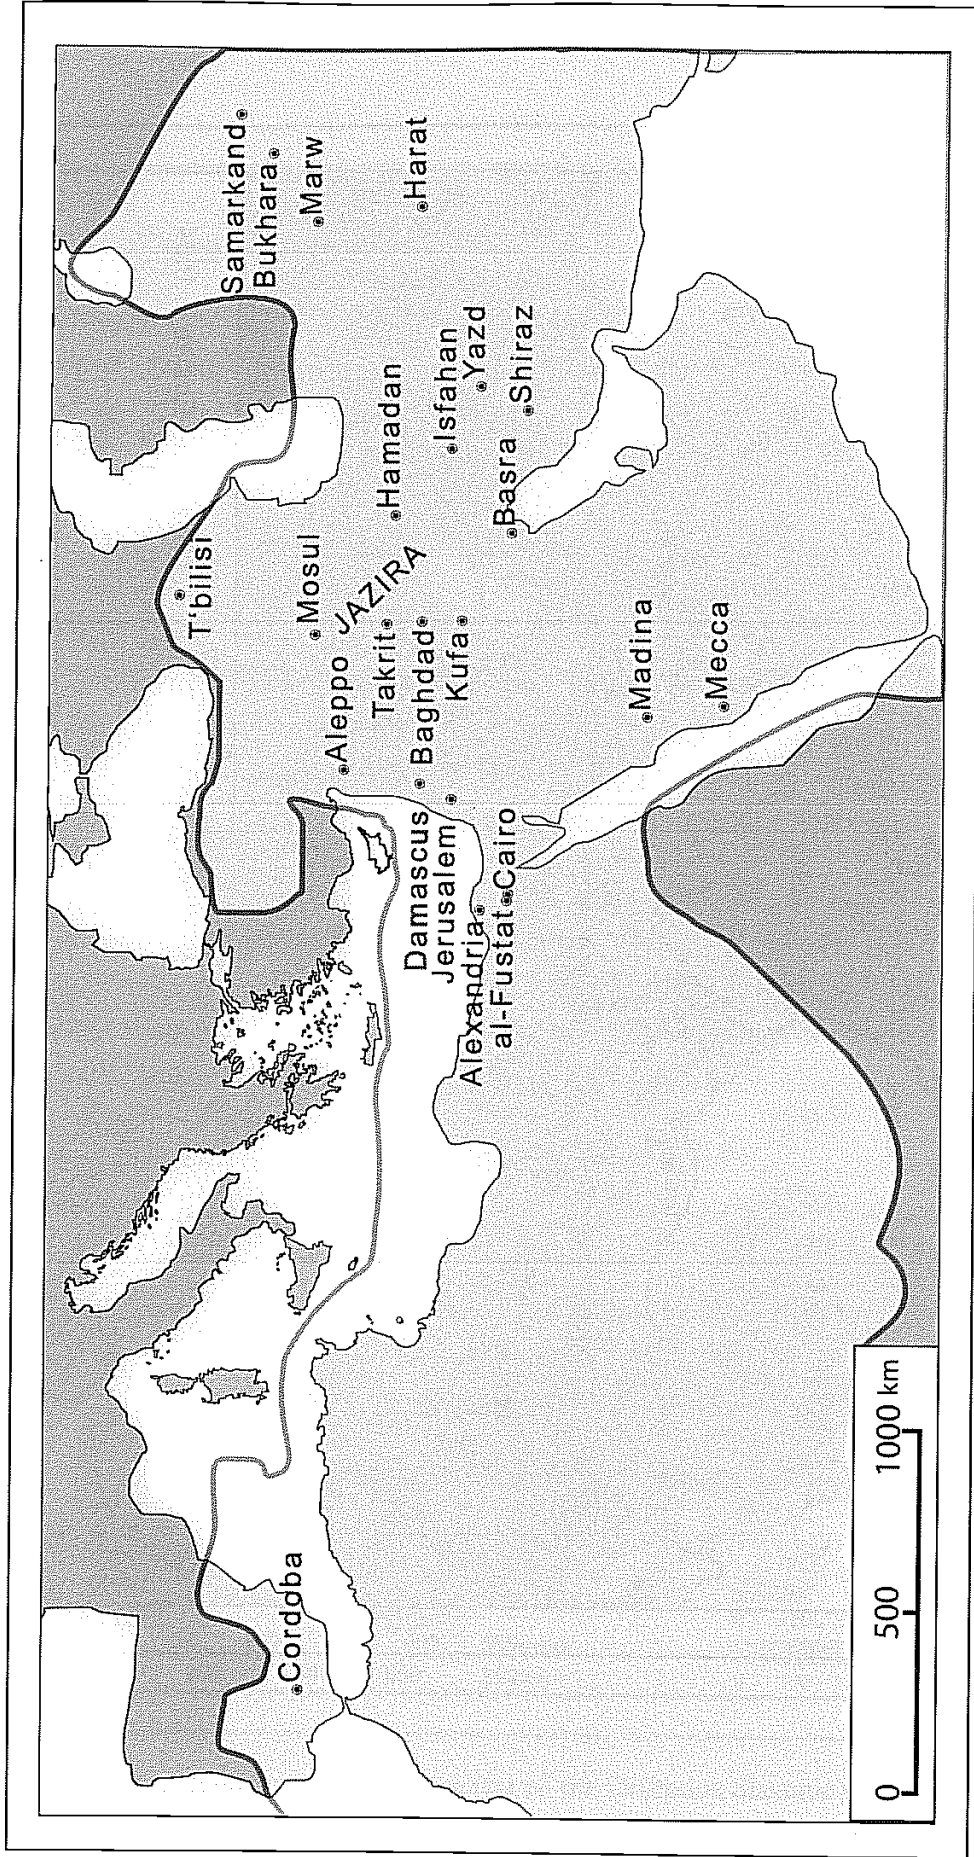 Samarkand
Bukhara
Marw
Harat
T‘bilisi
Mosul
Hamadan
Isfahan
Yazd
Shiraz
JAZIRA
Aleppo
Takrit
Baghdad
Kufa
Basra
Damascus
Jerusalem
Alexandria
al-Fustat Cairo
Madina
Mecca
Cordoba
0 500 1000 km